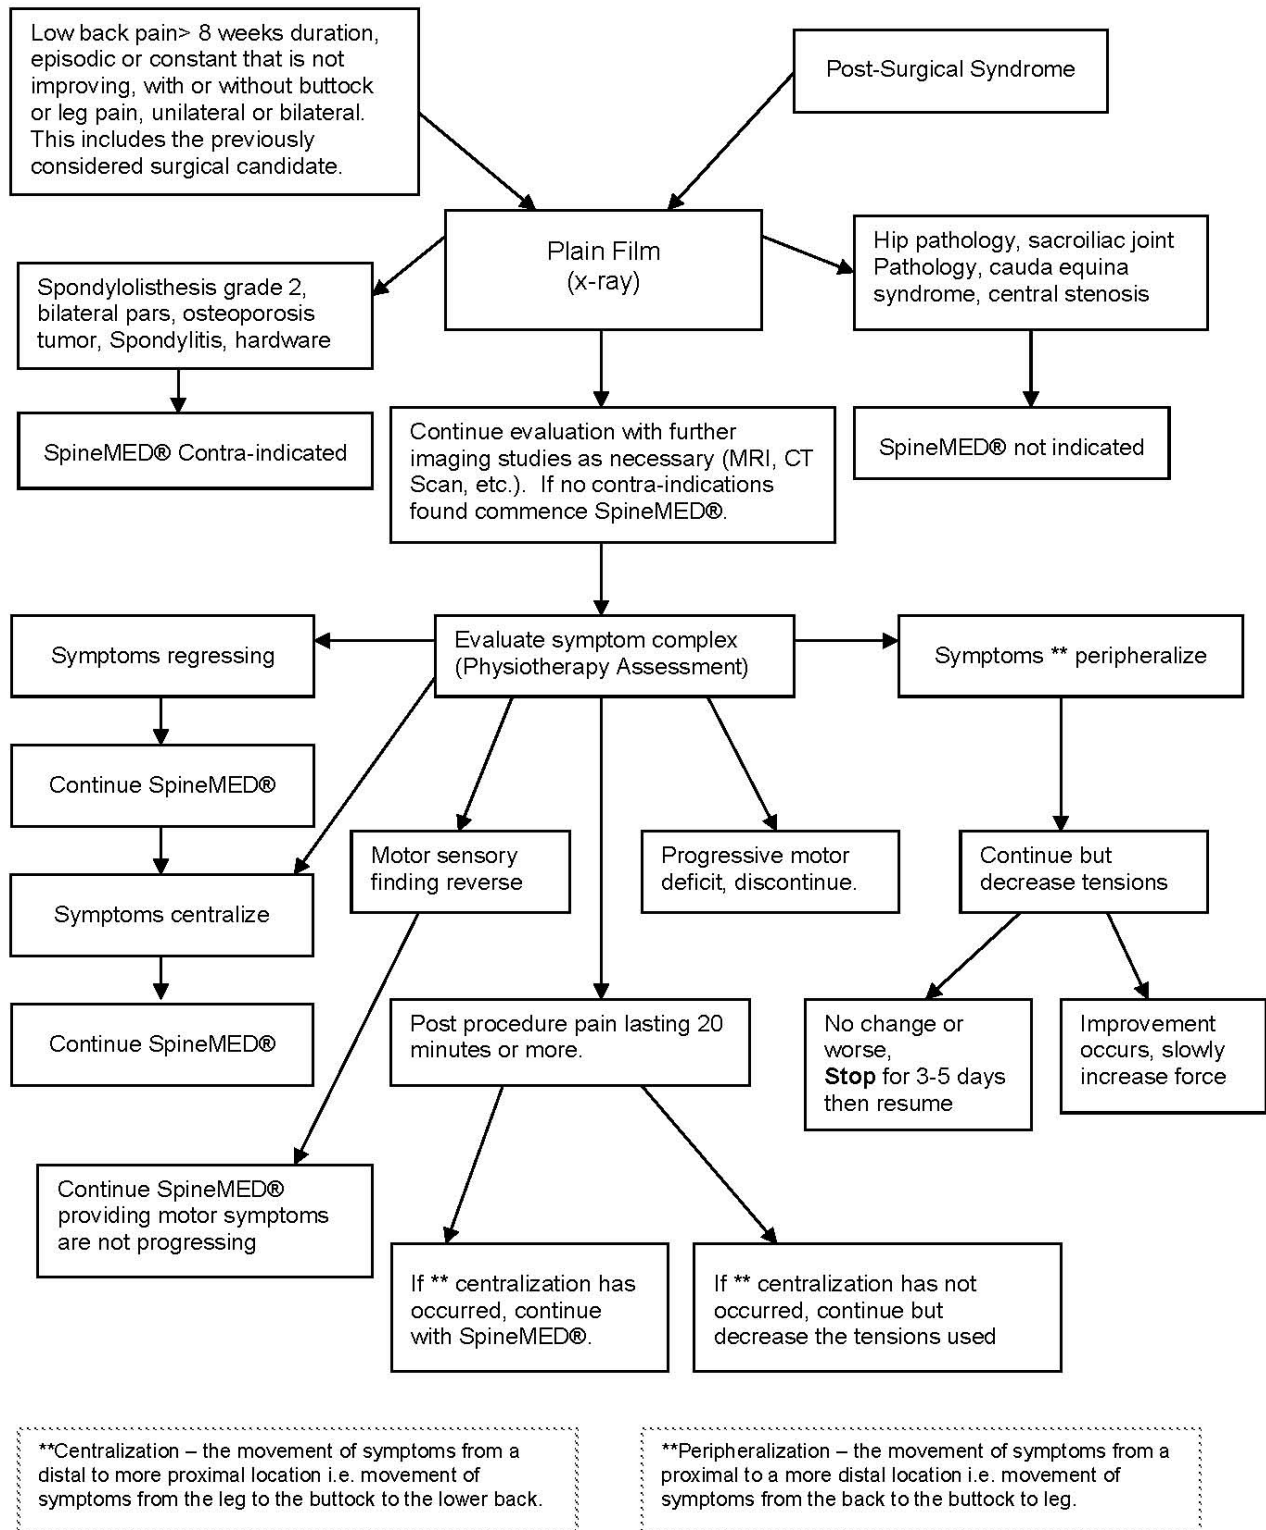 Low back pain> 8 weeks duration,
episodic or constant that is not
improving, with or without buttock
or leg pain, unilateral or bilateral.
This includes the previously
considered surgical candidate.
Post-Surgical Syndrome
Plain Film
(x-ray)
Hip pathology, sacroiliac joint
Pathology, cauda equina
syndrome, central stenosis
Spondylolisthesis grade 2,
bilateral pars, osteoporosis
tumor, Spondylitis, hardware
SpineMED® Contra-indicated
Continue evaluation with further
imaging studies as necessary (MRI, CT
Scan, etc.).  If no contra-indications
found commence SpineMED®.
SpineMED® not indicated
Symptoms regressing
Evaluate symptom complex
(Physiotherapy Assessment)
Symptoms ** peripheralize
Continue SpineMED®
Symptoms centralize
Continue SpineMED®
Motor sensory
finding reverse
Progressive motor
deficit, discontinue.
Continue but
decrease tensions
Post procedure pain lasting 20
minutes or more.
No change or
worse,
Stop for 3-5 days
then resume
Improvement
occurs, slowly
increase force
Continue SpineMED®
providing motor symptoms
are not progressing
If ** centralization has
occurred, continue
with SpineMED®.
If ** centralization has not
occurred, continue but
decrease the tensions used
**Centralization – the movement of symptoms from a
distal to more proximal location i.e. movement of
symptoms from the leg to the buttock to the lower back.
**Peripheralization – the movement of symptoms from a
proximal to a more distal location i.e. movement of
symptoms from the back to the buttock to leg.